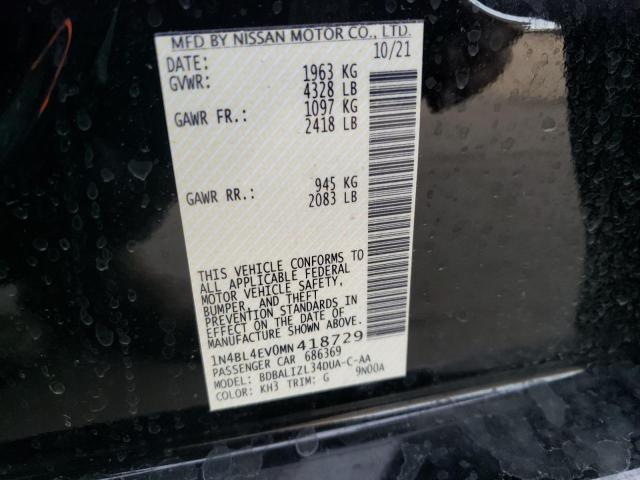 MFD BY NISSAN MOTOR CO., LTD.
DATE: 10/21
GVWR: 1963 KG
4328 LB
GAWR FR.: 1097 KG
2418 LB
GAWR RR.: 945 KG
2083 LB
THIS VEHICLE CONFORMS TO
ALL APPLICABLE FEDERAL
MOTOR VEHICLE SAFETY,
BUMPER, AND THEFT
PREVENTION STANDARDS IN
EFFECT ON THE DATE OF
MANUFACTURE SHOWN ABOVE.
1N4BL4EV0MN418729
PASSENGER CAR 686369
MODEL: BDBALIZL34DUA-C-AA
COLOR: KH3 TRIM: G 9N00A